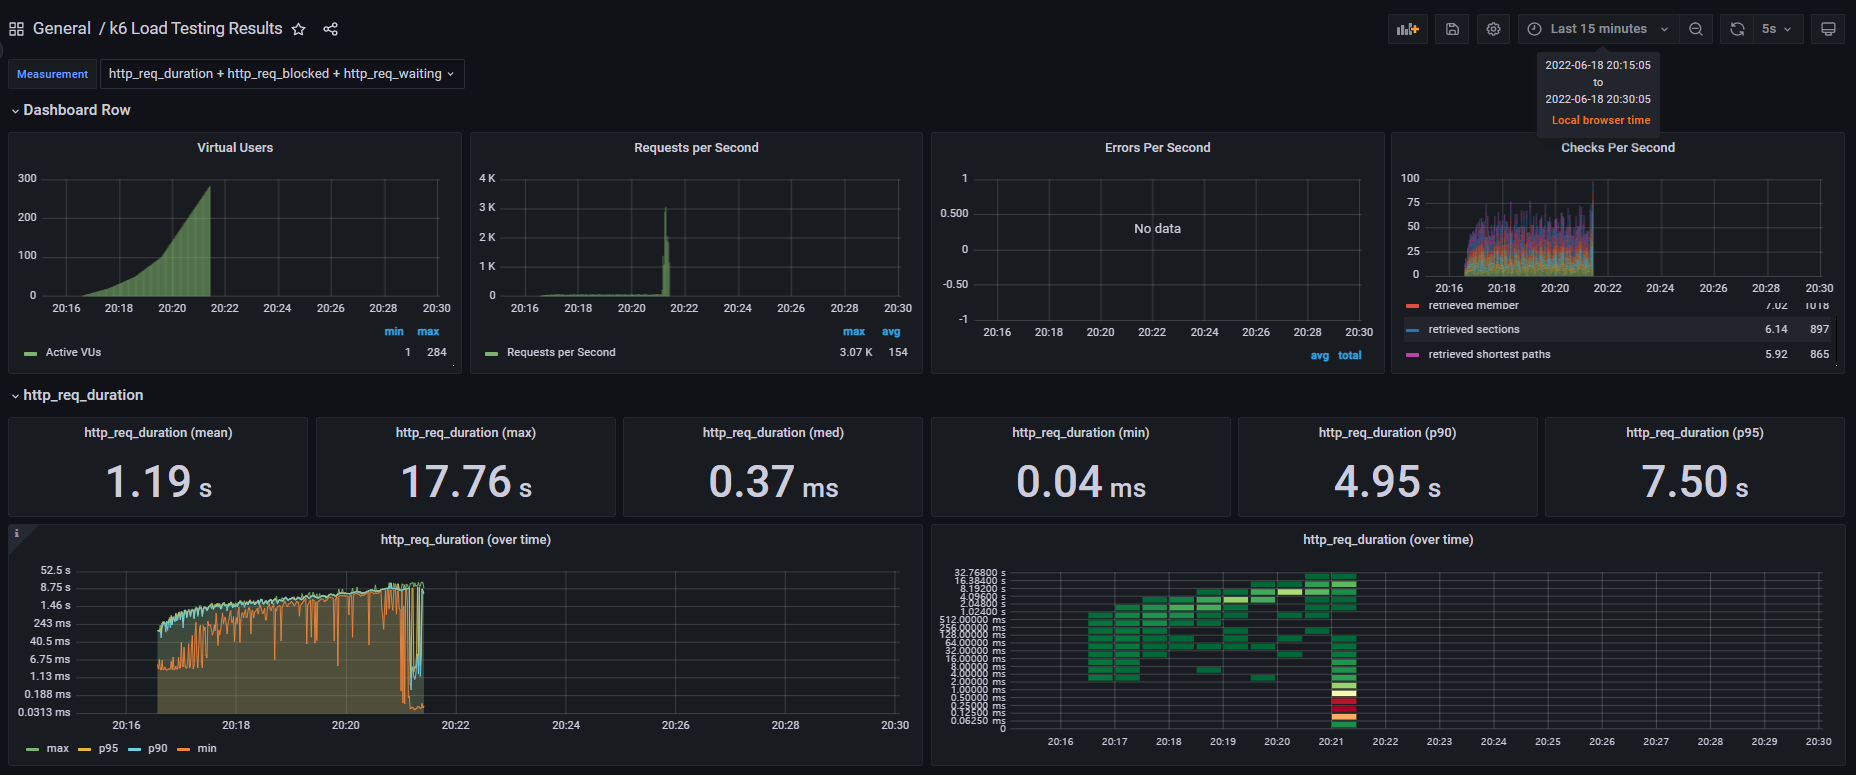 General / k6 Load Testing Results
Last 15 minutes
5s
Measurement
http_req_duration + http_req_blocked + http_req_waiting
2022-06-18 20:15:05
to
2022-06-18 20:30:05
Local browser time
Dashboard Row
Virtual Users
300
200
100
0
20:16 20:18 20:20 20:22 20:24 20:26 20:28 20:30
min max
Active VUs 1 284
Requests per Second
4 K
3 K
2 K
1 K
0
20:16 20:18 20:20 20:22 20:24 20:26 20:28 20:30
max avg
Requests per Second 3.07 K 154
Errors Per Second
1
0.500
0
-0.50
-1
No data
20:16 20:18 20:20 20:22 20:24 20:26 20:28 20:30
avg total
Checks Per Second
100
75
50
25
0
20:16 20:18 20:20 20:22 20:24 20:26 20:28 20:30
retrieved member 7.02 1018
retrieved sections 6.14 897
retrieved shortest paths 5.92 865
http_req_duration
http_req_duration (mean)
1.19 s
http_req_duration (max)
17.76 s
http_req_duration (med)
0.37 ms
http_req_duration (min)
0.04 ms
http_req_duration (p90)
4.95 s
http_req_duration (p95)
7.50 s
i
http_req_duration (over time)
52.5 s
8.75 s
1.46 s
243 ms
40.5 ms
6.75 ms
1.13 ms
0.188 ms
0.0313 ms
20:16 20:18 20:20 20:22 20:24 20:26 20:28 20:30
max p95 p90 min
http_req_duration (over time)
32.76800 s
16.38400 s
8.19200 s
4.09600 s
2.04800 s
1.02400 s
512.00000 ms
256.00000 ms
128.00000 ms
64.00000 ms
32.00000 ms
16.00000 ms
8.00000 ms
4.00000 ms
2.00000 ms
1.00000 ms
0.50000 ms
0.25000 ms
0.12500 ms
0.06250 ms
0
20:16 20:17 20:18 20:19 20:20 20:21 20:22 20:23 20:24 20:25 20:26 20:27 20:28 20:29 20:30